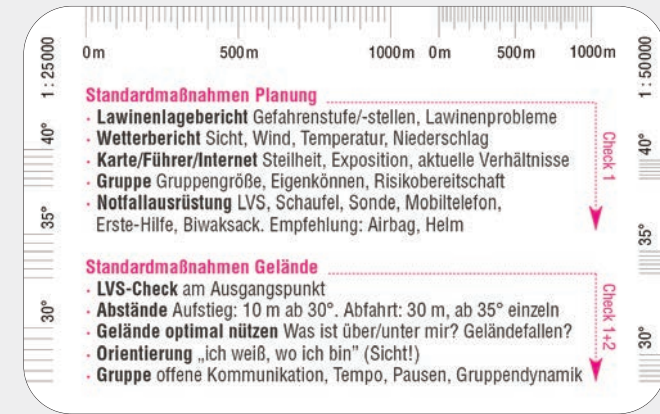 0m 500m 1000m 0m 500m 1000m
1:25000
1:50000
40°
35°
30°
40°
35°
30°
Standardmaßnahmen Planung
· Lawinenlagebericht Gefahrenstufe/-stellen, Lawinenprobleme
· Wetterbericht Sicht, Wind, Temperatur, Niederschlag
· Karte/Führer/Internet Steilheit, Exposition, aktuelle Verhältnisse
· Gruppe Gruppengröße, Eigenkönnen, Risikobereitschaft
· Notfallausrüstung LVS, Schaufel, Sonde, Mobiltelefon,
Erste-Hilfe, Biwaksack. Empfehlung: Airbag, Helm
Check 1
Standardmaßnahmen Gelände
· LVS-Check am Ausgangspunkt
· Abstände Aufstieg: 10 m ab 30°. Abfahrt: 30 m, ab 35° einzeln
· Gelände optimal nützen Was ist über/unter mir? Geländefallen?
· Orientierung „ich weiß, wo ich bin" (Sicht!)
· Gruppe offene Kommunikation, Tempo, Pausen, Gruppendynamik
Check 1+2